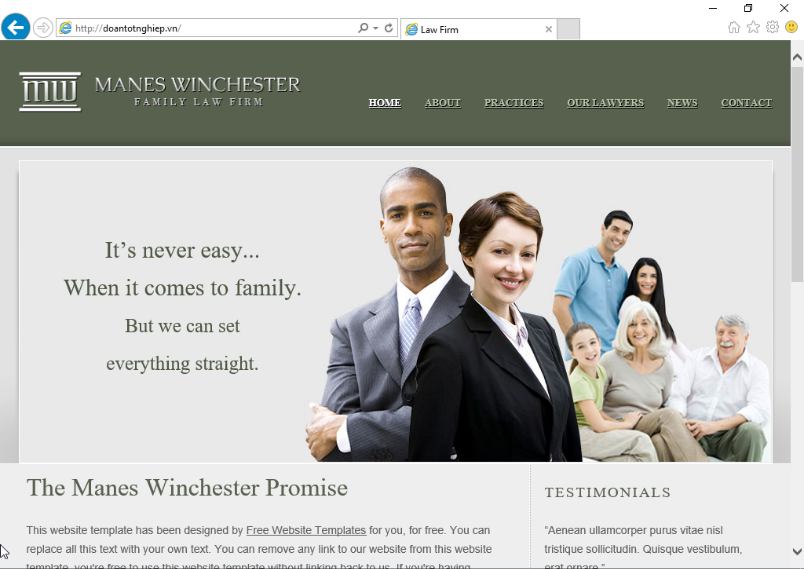 http://doantotnghiep.vn/
Law Firm
MW MANES WINCHESTER
FAMILY LAW FIRM
HOME ABOUT PRACTICES OUR LAWYERS NEWS CONTACT
It's never easy...
When it comes to family.
But we can set
everything straight.
The Manes Winchester Promise
This website template has been designed by Free Website Templates for you, for free. You can
replace all this text with your own text. You can remove any link to our website from this website
template, you're free to use this website template without linking back to us. If you're having
TESTIMONIALS
"Aenean ullamcorper purus vitae nisl
tristique sollicitudin. Quisque vestibulum,
erat ornare."